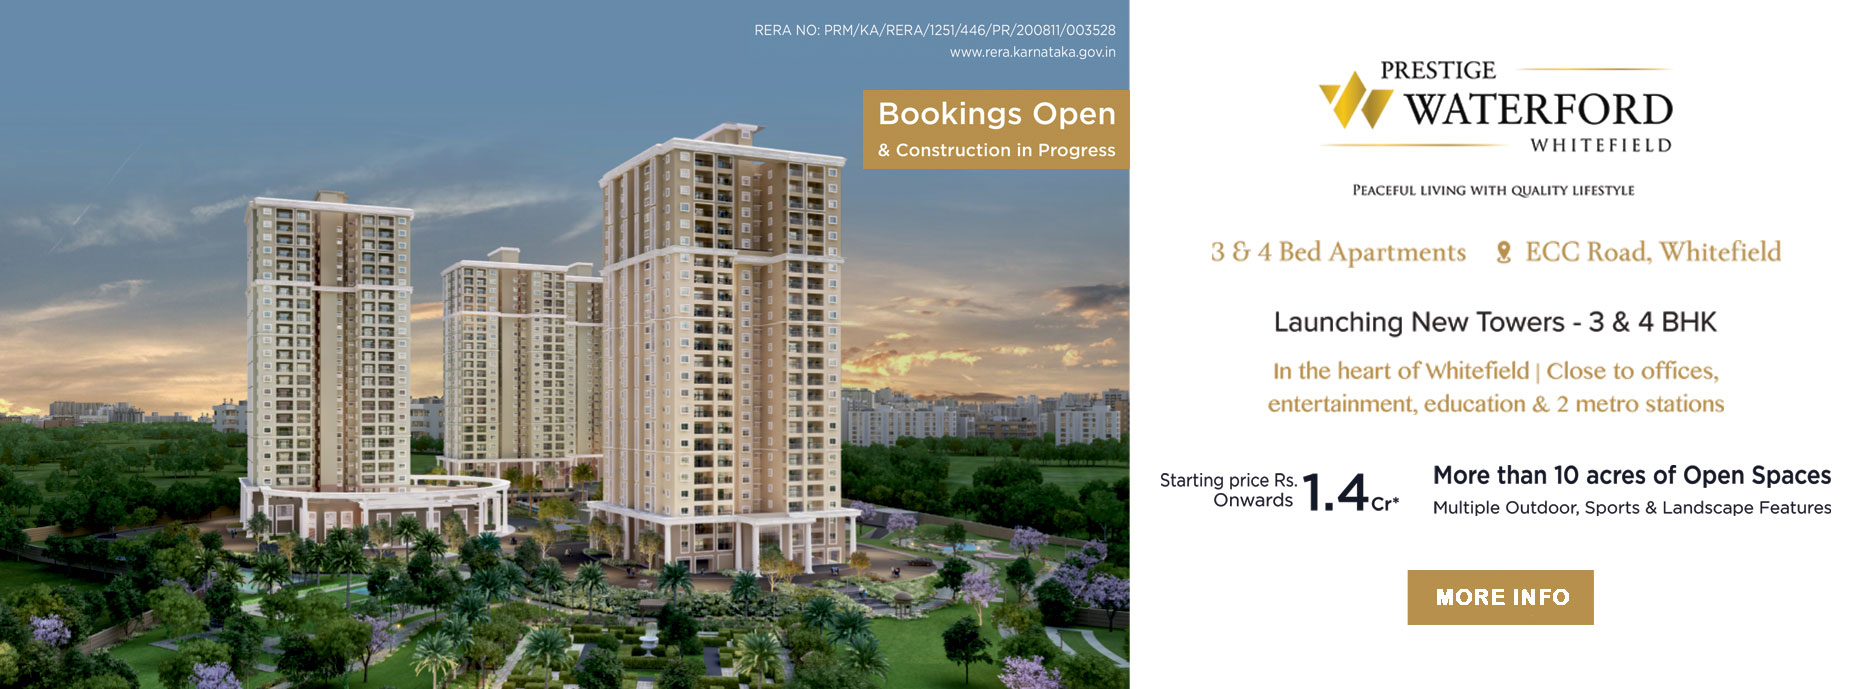 RERA NO: PRM/KA/RERA/1251/446/PR/200811/003528
www.rera.karnataka.gov.in
Bookings Open
& Construction in Progress
PRESTIGE
WATERFORD
WHITEFIELD
PEACEFUL LIVING WITH QUALITY LIFESTYLE
3 & 4 Bed Apartments ECC Road, Whitefield
Launching New Towers - 3 & 4 BHK
In the heart of Whitefield | Close to offices,
entertainment, education & 2 metro stations
Starting price Rs.
Onwards 1.4 Cr*
More than 10 acres of Open Spaces
Multiple Outdoor, Sports & Landscape Features
MORE INFO